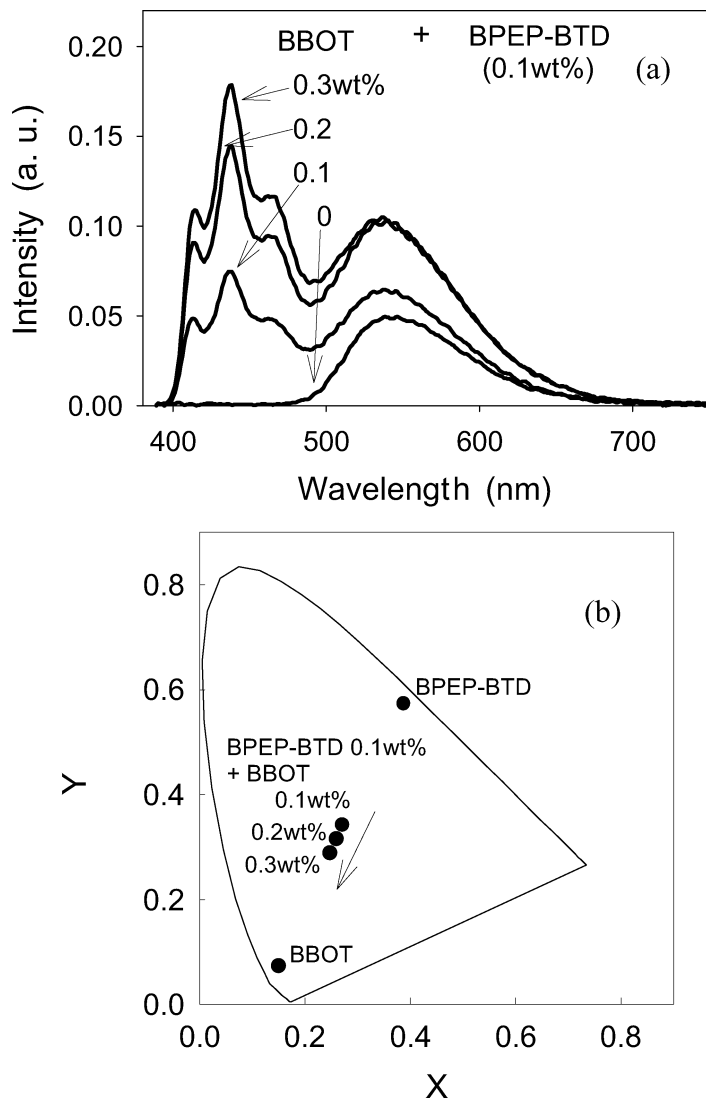 BBOT + BPEP-BTD
(0.1wt%)
(a)
0.3wt%
0.2
0.1
0
0.20
0.15
0.10
0.05
0.00
Intensity (a. u.)
400 500 600 700
Wavelength (nm)
(b)
BPEP-BTD
BPEP-BTD 0.1wt%
+ BBOT
0.1wt%
0.2wt%
0.3wt%
BBOT
0.8
0.6
0.4
0.2
0.0
Y
0.0 0.2 0.4 0.6 0.8
X